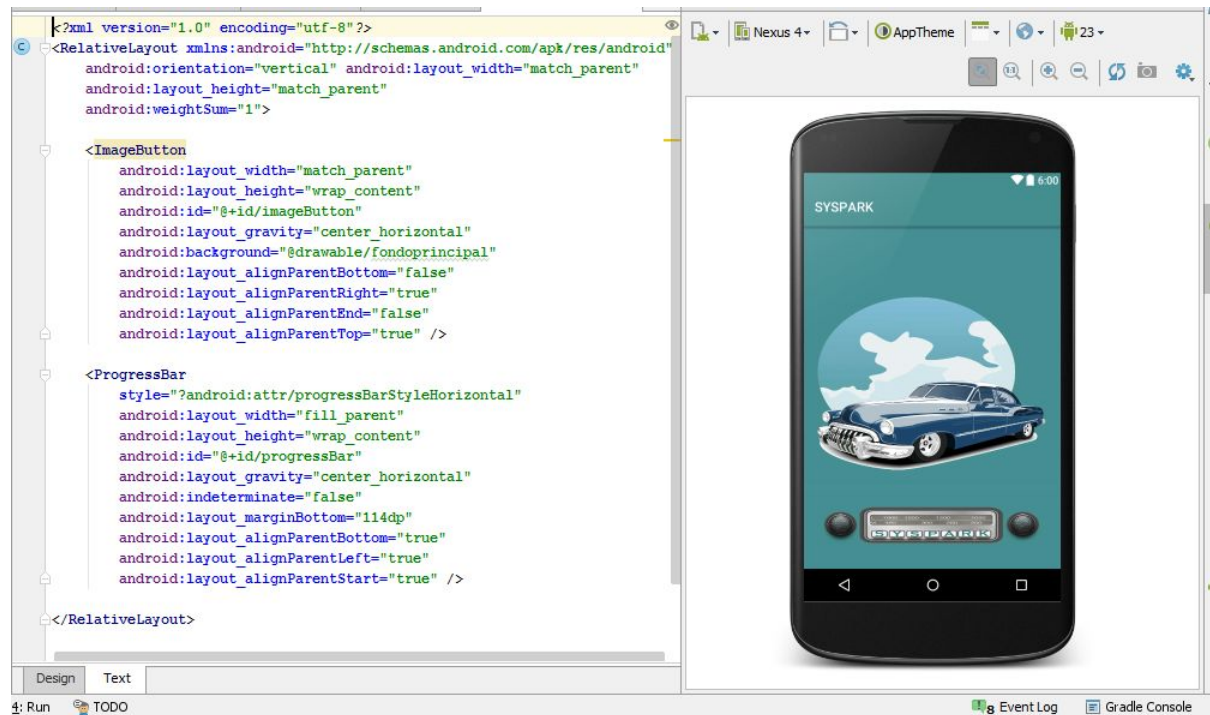 <?xml version="1.0" encoding="utf-8"?>
<RelativeLayout xmlns:android="http://schemas.android.com/apk/res/android"
android:orientation="vertical" android:layout_width="match_parent"
android:layout_height="match_parent"
android:weightSum="1">
<ImageButton
android:layout_width="match_parent"
android:layout_height="wrap_content"
android:id="@+id/imageButton"
android:layout_gravity="center_horizontal"
android:background="@drawable/fondoprincipal"
android:layout_alignParentBottom="false"
android:layout_alignParentRight="true"
android:layout_alignParentEnd="false"
android:layout_alignParentTop="true" />
<ProgressBar
style="?android:attr/progressBarStyleHorizontal"
android:layout_width="fill_parent"
android:layout_height="wrap_content"
android:id="@+id/progressBar"
android:layout_gravity="center_horizontal"
android:indeterminate="false"
android:layout_marginBottom="114dp"
android:layout_alignParentBottom="true"
android:layout_alignParentLeft="true"
android:layout_alignParentStart="true" />
</RelativeLayout>
C
Design Text
4: Run TODO
Nexus 4 AppTheme 23
1:1
6:00
SYSPARK
SYSPARK
8 Event Log Gradle Console